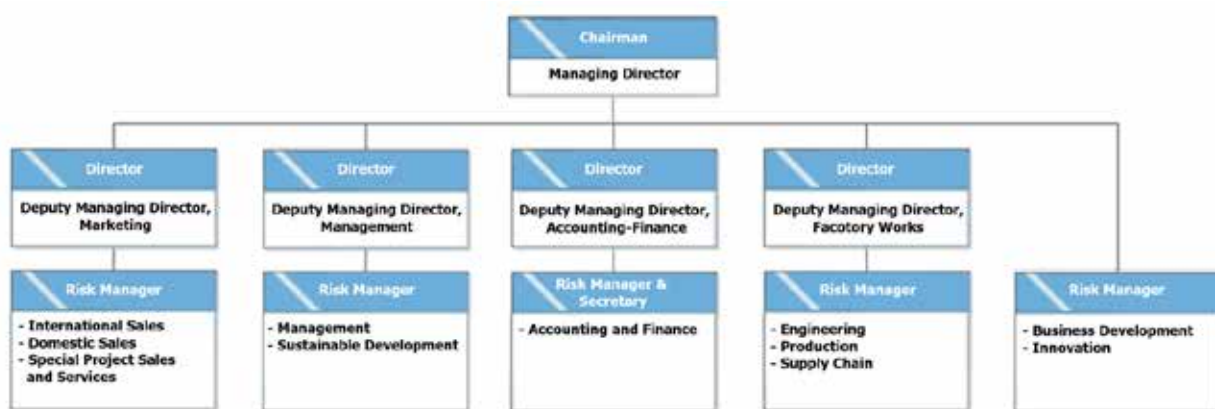 Chairman
Managing Director
Director
Deputy Managing Director,
Marketing
Director
Deputy Managing Director,
Management
Director
Deputy Managing Director,
Accounting-Finance
Director
Deputy Managing Director,
Facotory Works
Risk Manager
- International Sales
- Domestic Sales
- Special Project Sales
and Services
Risk Manager
- Management
- Sustainable Development
Risk Manager &
Secretary
- Accounting and Finance
Risk Manager
- Engineering
- Production
- Supply Chain
Risk Manager
- Business Development
- Innovation